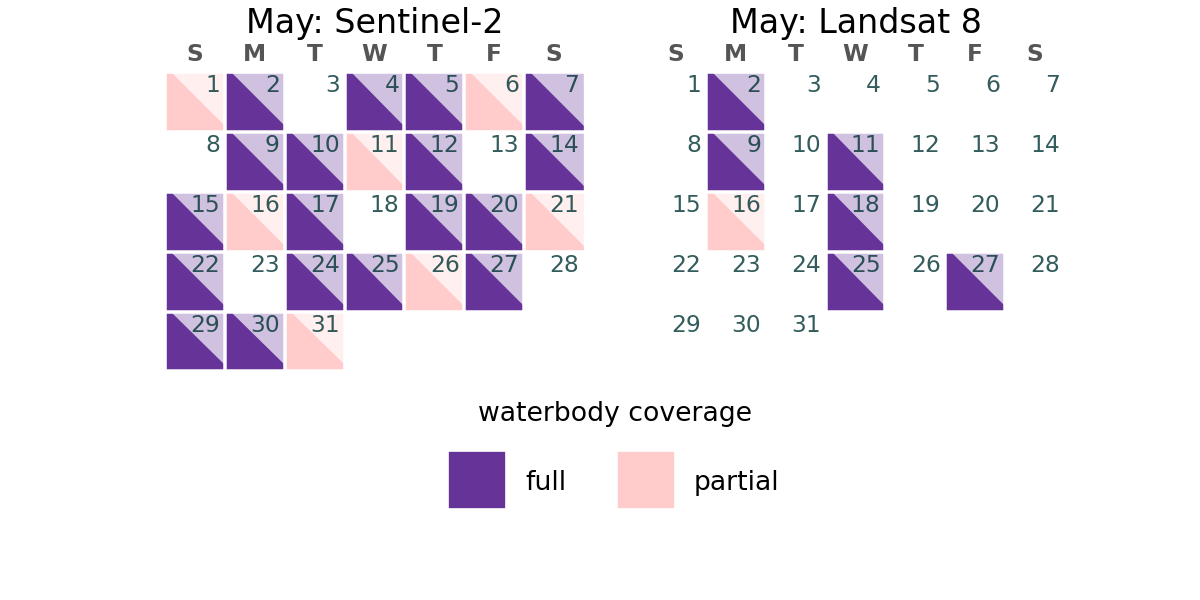 May: Sentinel-2
S M T W T F S
1 2 3 4 5 6 7
8 9 10 11 12 13 14
15 16 17 18 19 20 21
22 23 24 25 26 27 28
29 30 31
May: Landsat 8
S M T W T F S
1 2 3 4 5 6 7
8 9 10 11 12 13 14
15 16 17 18 19 20 21
22 23 24 25 26 27 28
29 30 31
waterbody coverage
full partial